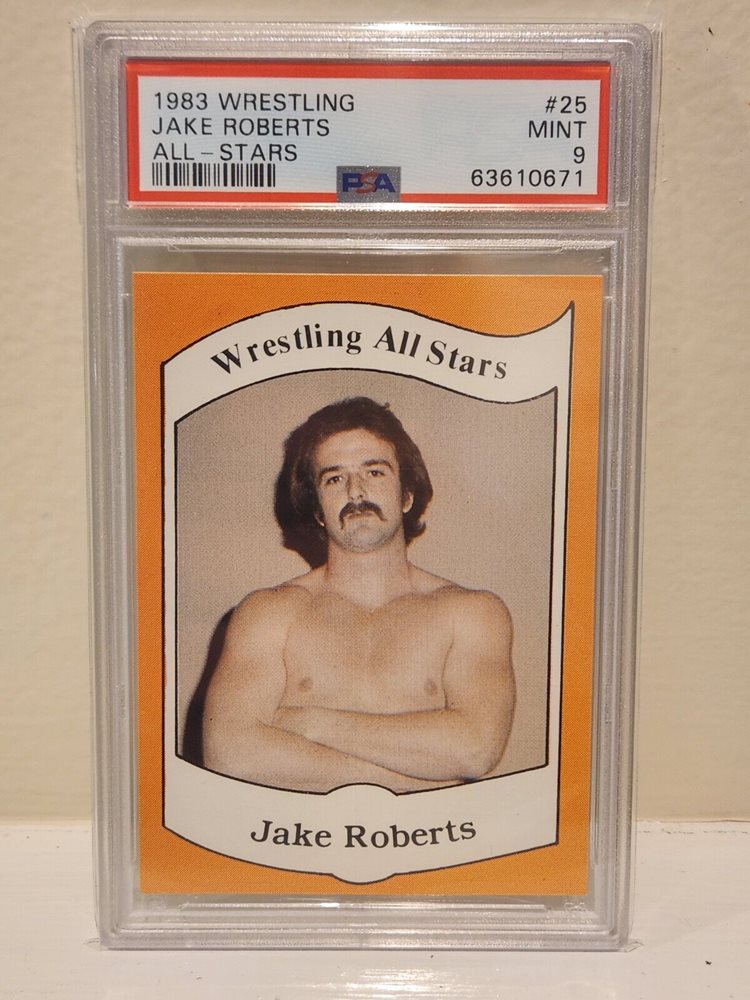 1983 WRESTLING #25
JAKE ROBERTS MINT
ALL-STARS 9
PSA 63610671
Wrestling All Stars
Jake Roberts